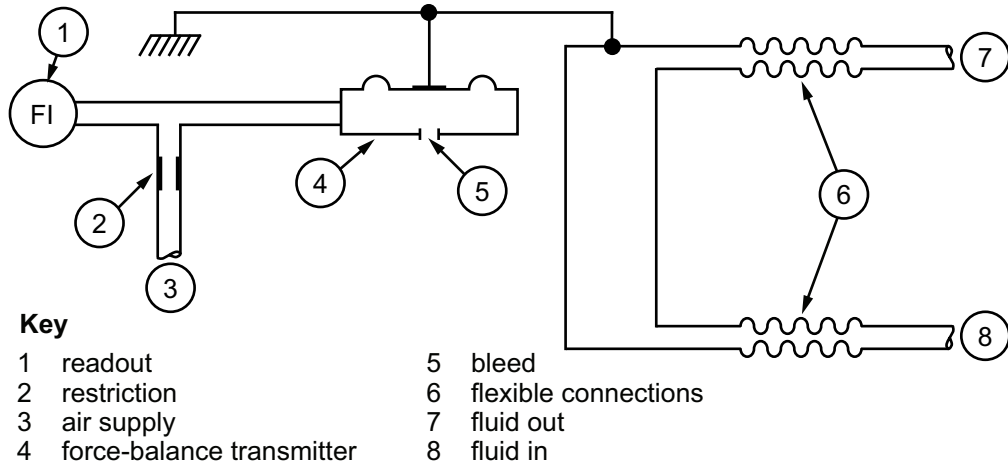 1
7
FI
6
4
5
2
3
8
Key
1 readout
2 restriction
3 air supply
4 force-balance transmitter
5 bleed
6 flexible connections
7 fluid out
8 fluid in